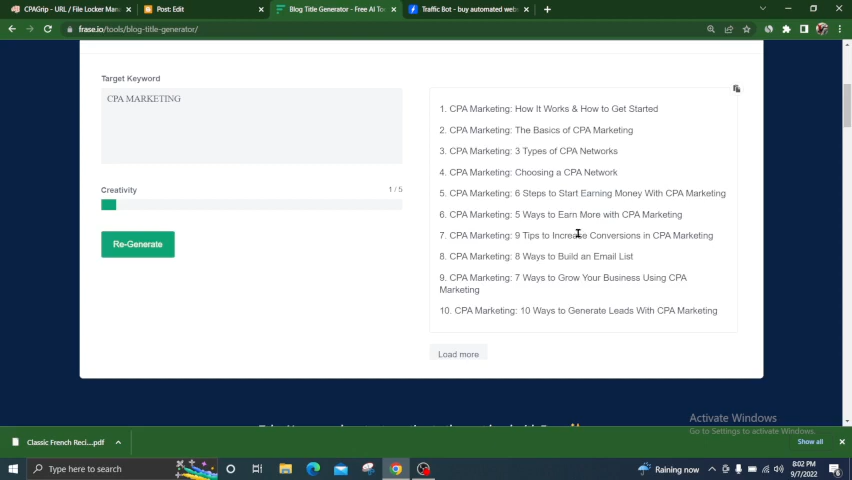 CPAGrip - URL / File Locker Mana
Post: Edit
Blog Title Generator - Free AI Too
Traffic Bot - buy automated web
frase.io/tools/blog-title-generator/
Target Keyword
CPA MARKETING
Creativity
1 / 5
Re-Generate
1. CPA Marketing: How It Works & How to Get Started
2. CPA Marketing: The Basics of CPA Marketing
3. CPA Marketing: 3 Types of CPA Networks
4. CPA Marketing: Choosing a CPA Network
5. CPA Marketing: 6 Steps to Start Earning Money With CPA Marketing
6. CPA Marketing: 5 Ways to Earn More with CPA Marketing
7. CPA Marketing: 9 Tips to Increase Conversions in CPA Marketing
8. CPA Marketing: 8 Ways to Build an Email List
9. CPA Marketing: 7 Ways to Grow Your Business Using CPA
Marketing
10. CPA Marketing: 10 Ways to Generate Leads With CPA Marketing
Load more
Activate Windows
Go to Settings to activate Windows.
Classic French Reci....pdf
Show all
Type here to search
Raining now
8:02 PM
9/7/2022